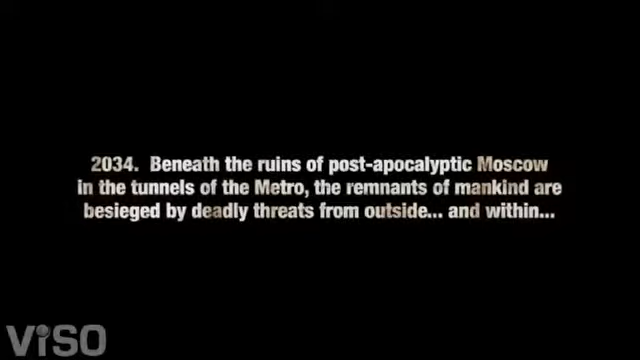 2034. Beneath the ruins of post-apocalyptic Moscow
in the tunnels of the Metro, the remnants of mankind are
besieged by deadly threats from outside... and within...
ViSO